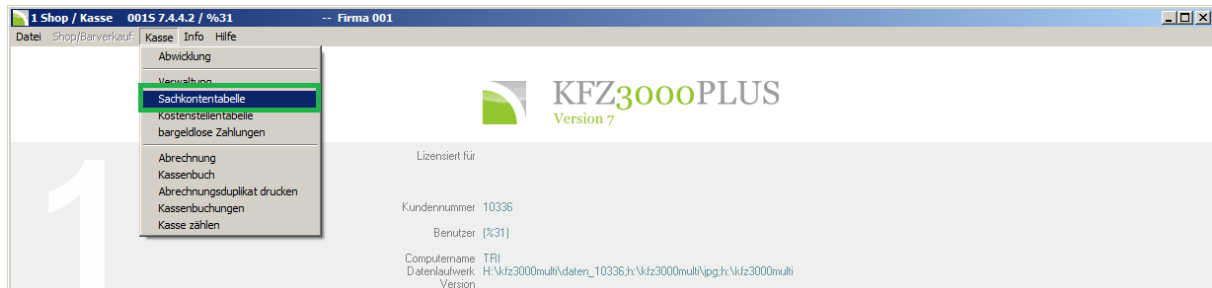 1 Shop / Kasse 001S 7.4.4.2 / %31 -- Firma 001
Datei Shop/Barverkauf Kasse Info Hilfe
Abwicklung
Verwaltung
Sachkontentabelle
Kostenstellentabelle
bargeldlose Zahlungen
Abrechnung
Kassenbuch
Abrechnungsduplikat drucken
Kassenbuchungen
Kasse zählen
KFZ3000PLUS
Version 7
1
Lizensiert für
Kundennummer 10336
Benutzer (%31)
Computername TRI
Datenlaufwerk H:\kfz3000multi\daten_10336;h:\kfz3000multi\jpg;h:\kfz3000multi
Version